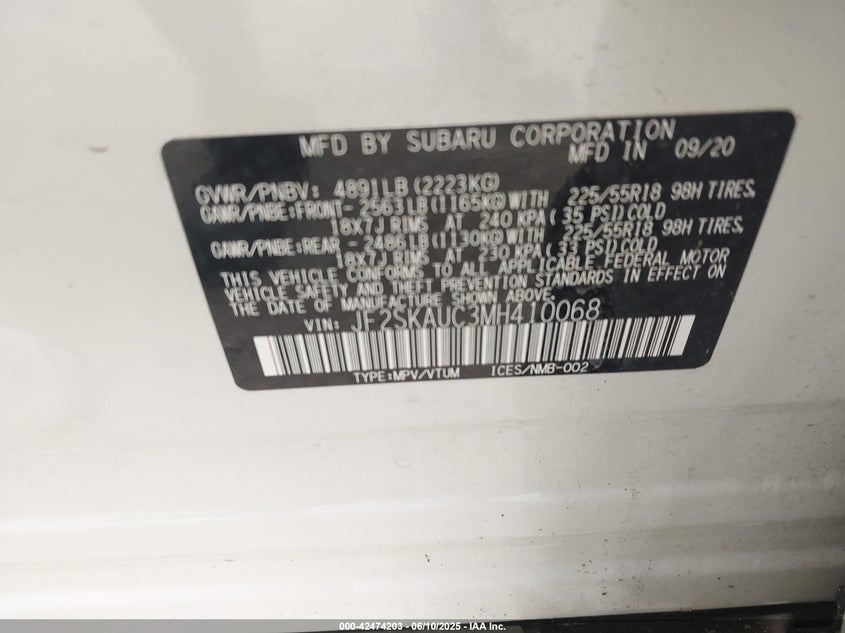 MFD BY SUBARU CORPORATION
MFD IN 09/20
GVWR/PNBV: 4891LB(2223KG)
GAWR/PNBE:FRONT-2563LB(1165KG)WITH 225/55R18 98H TIRES,
18X7J RIMS AT 240 KPA(35 PSI)COLD
GAWR/PNBE:REAR -2486LB(1130KG)WITH 225/55R18 98H TIRES,
18X7J RIMS AT 230 KPA(33 PSI)COLD
THIS VEHICLE CONFORMS TO ALL APPLICABLE FEDERAL MOTOR
VEHICLE SAFETY AND THEFT PREVENTION STANDARDS IN EFFECT ON
THE DATE OF MANUFACTURE SHOWN ABOVE.
VIN: JF2SKAUC3MH410068
TYPE:MPV/VTUM ICES/NMB-002
000-42474203 - 06/10/2025 - IAA Inc.